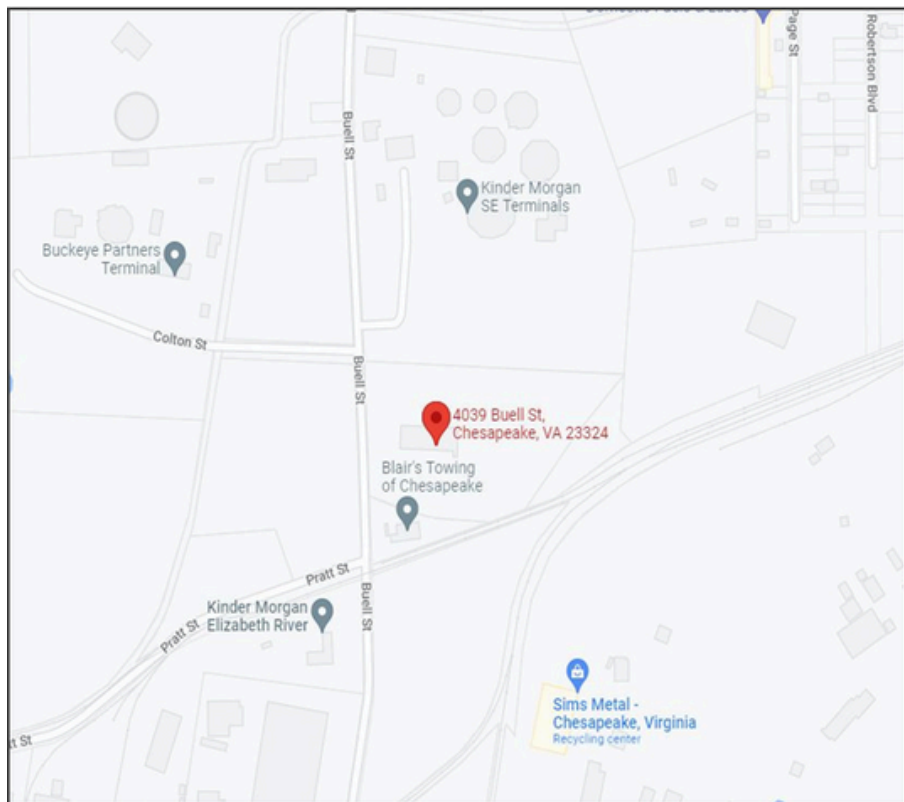 Page St
Robertson Blvd
Buell St
Kinder Morgan
SE Terminals
Buckeye Partners
Terminal
Colton St
Buell St
4039 Buell St,
Chesapeake, VA 23324
Blair's Towing
of Chesapeake
Pratt St
Buell St
Kinder Morgan
Elizabeth River
Pratt St
Sims Metal -
Chesapeake, Virginia
Recycling center
tt St